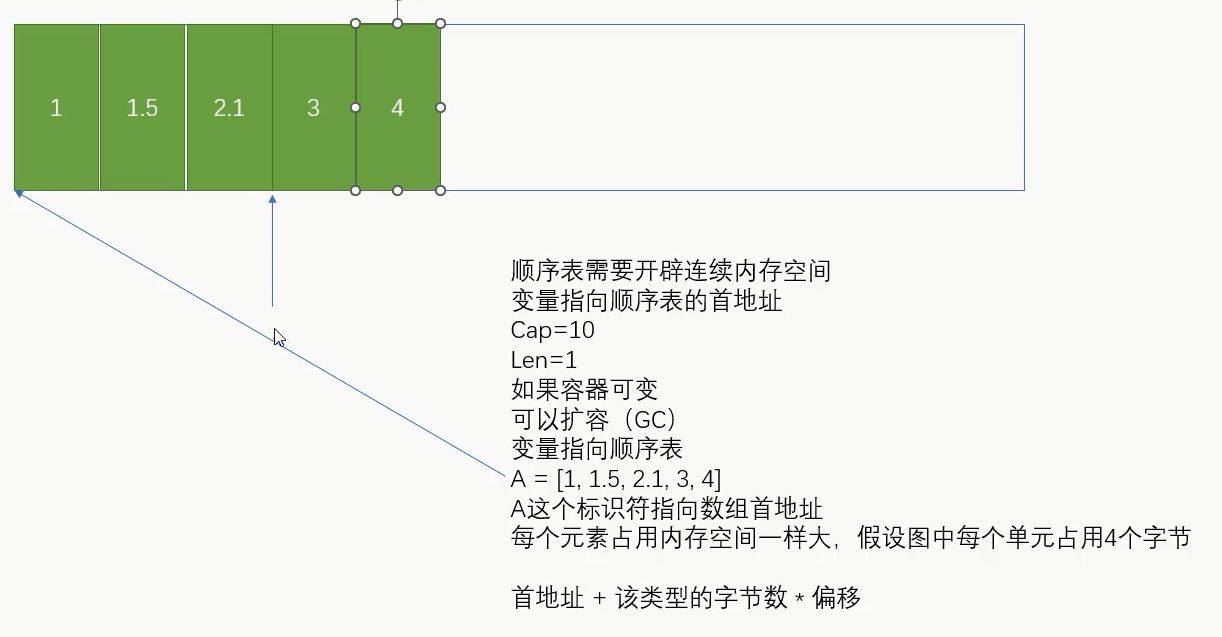 1 1.5 2.1 3 4
顺序表需要开辟连续内存空间
变量指向顺序表的首地址
Cap=10
Len=1
如果容器可变
可以扩容（GC）
变量指向顺序表
A = [1, 1.5, 2.1, 3, 4]
A这个标识符指向数组首地址
每个元素占用内存空间一样大，假设图中每个单元占用4个字节
首地址 + 该类型的字节数 * 偏移